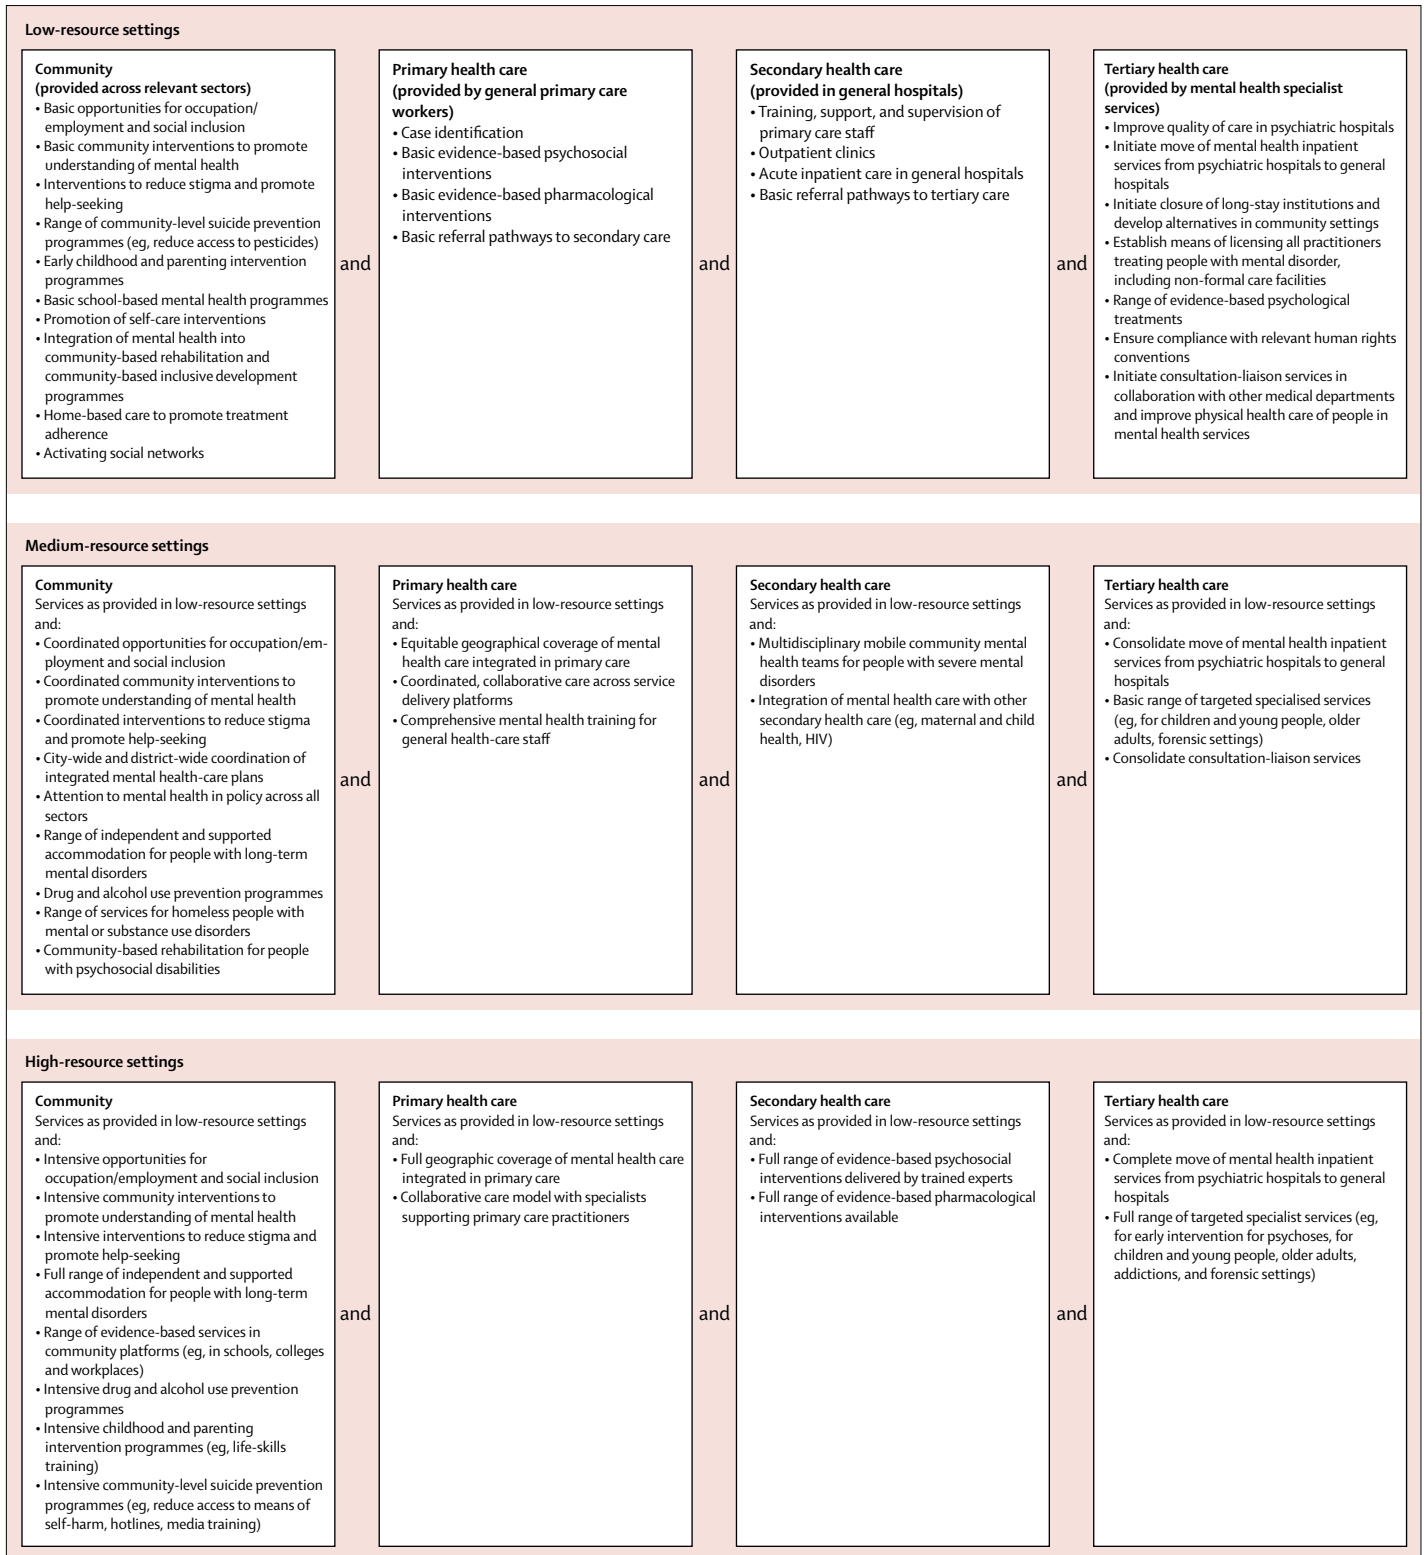 Low-resource settings
Community
(provided across relevant sectors)
• Basic opportunities for occupation/
employment and social inclusion
• Basic community interventions to promote
understanding of mental health
• Interventions to reduce stigma and promote
help-seeking
• Range of community-level suicide prevention
programmes (eg, reduce access to pesticides)
• Early childhood and parenting intervention
programmes
• Basic school-based mental health programmes
• Promotion of self-care interventions
• Integration of mental health into
community-based rehabilitation and
community-based inclusive development
programmes
• Home-based care to promote treatment
adherence
• Activating social networks
and
Primary health care
(provided by general primary care
workers)
• Case identification
• Basic evidence-based psychosocial
interventions
• Basic evidence-based pharmacological
interventions
• Basic referral pathways to secondary care
and
Secondary health care
(provided in general hospitals)
• Training, support, and supervision of
primary care staff
• Outpatient clinics
• Acute inpatient care in general hospitals
• Basic referral pathways to tertiary care
and
Tertiary health care
(provided by mental health specialist
services)
• Improve quality of care in psychiatric hospitals
• Initiate move of mental health inpatient
services from psychiatric hospitals to general
hospitals
• Initiate closure of long-stay institutions and
develop alternatives in community settings
• Establish means of licensing all practitioners
treating people with mental disorder,
including non-formal care facilities
• Range of evidence-based psychological
treatments
• Ensure compliance with relevant human rights
conventions
• Initiate consultation-liaison services in
collaboration with other medical departments
and improve physical health care of people in
mental health services
Medium-resource settings
Community
Services as provided in low-resource settings
and:
• Coordinated opportunities for occupation/em-
ployment and social inclusion
• Coordinated community interventions to
promote understanding of mental health
• Coordinated interventions to reduce stigma
and promote help-seeking
• City-wide and district-wide coordination of
integrated mental health-care plans
• Attention to mental health in policy across all
sectors
• Range of independent and supported
accommodation for people with long-term
mental disorders
• Drug and alcohol use prevention programmes
• Range of services for homeless people with
mental or substance use disorders
• Community-based rehabilitation for people
with psychosocial disabilities
and
Primary health care
Services as provided in low-resource settings
and:
• Equitable geographical coverage of mental
health care integrated in primary care
• Coordinated, collaborative care across service
delivery platforms
• Comprehensive mental health training for
general health-care staff
and
Secondary health care
Services as provided in low-resource settings
and:
• Multidisciplinary mobile community mental
health teams for people with severe mental
disorders
• Integration of mental health care with other
secondary health care (eg, maternal and child
health, HIV)
and
Tertiary health care
Services as provided in low-resource settings
and:
• Consolidate move of mental health inpatient
services from psychiatric hospitals to general
hospitals
• Basic range of targeted specialised services
(eg, for children and young people, older
adults, forensic settings)
• Consolidate consultation-liaison services
High-resource settings
Community
Services as provided in low-resource settings
and:
• Intensive opportunities for
occupation/employment and social inclusion
• Intensive community interventions to
promote understanding of mental health
• Intensive interventions to reduce stigma and
promote help-seeking
• Full range of independent and supported
accommodation for people with long-term
mental disorders
• Range of evidence-based services in
community platforms (eg, in schools, colleges
and workplaces)
• Intensive drug and alcohol use prevention
programmes
• Intensive childhood and parenting
intervention programmes (eg, life-skills
training)
• Intensive community-level suicide prevention
programmes (eg, reduce access to means of
self-harm, hotlines, media training)
and
Primary health care
Services as provided in low-resource settings
and:
• Full geographic coverage of mental health care
integrated in primary care
• Collaborative care model with specialists
supporting primary care practitioners
and
Secondary health care
Services as provided in low-resource settings
and:
• Full range of evidence-based psychosocial
interventions delivered by trained experts
• Full range of evidence-based pharmacological
interventions available
and
Tertiary health care
Services as provided in low-resource settings
and:
• Complete move of mental health inpatient
services from psychiatric hospitals to general
hospitals
• Full range of targeted specialist services (eg,
for early intervention for psychoses, for
children and young people, older adults,
addictions, and forensic settings)